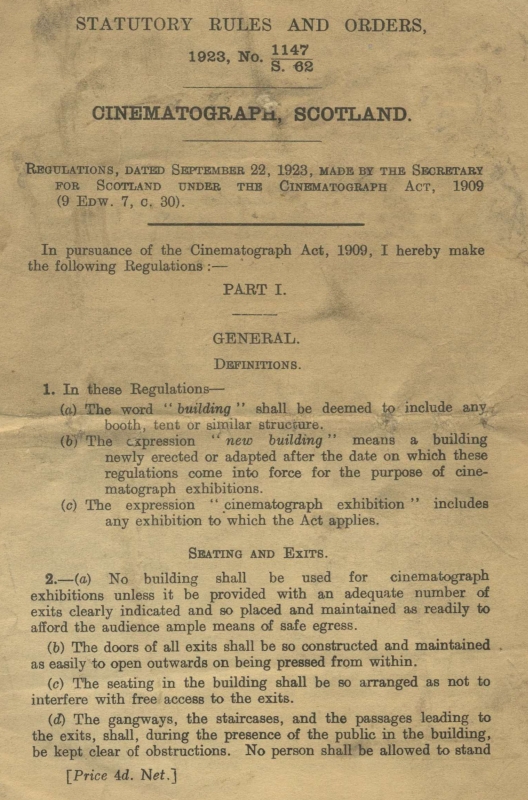 STATUTORY RULES AND ORDERS,
1923, No. 1147
S. 62
CINEMATOGRAPH, SCOTLAND.
REGULATIONS, DATED SEPTEMBER 22, 1923, MADE BY THE SECRETARY
FOR SCOTLAND UNDER THE CINEMATOGRAPH ACT, 1909
(9 EDW. 7, C. 30).
In pursuance of the Cinematograph Act, 1909, I hereby make
the following Regulations :—
PART I.
GENERAL.
DEFINITIONS.
1. In these Regulations—
(a) The word "building" shall be deemed to include any
booth, tent or similar structure.
(b) The expression "new building" means a building
newly erected or adapted after the date on which these
regulations come into force for the purpose of cine-
matograph exhibitions.
(c) The expression "cinematograph exhibition" includes
any exhibition to which the Act applies.
SEATING AND EXITS.
2.—(a) No building shall be used for cinematograph
exhibitions unless it be provided with an adequate number of
exits clearly indicated and so placed and maintained as readily to
afford the audience ample means of safe egress.
(b) The doors of all exits shall be so constructed and maintained
as easily to open outwards on being pressed from within.
(c) The seating in the building shall be so arranged as not to
interfere with free access to the exits.
(d) The gangways, the staircases, and the passages leading to
the exits, shall, during the presence of the public in the building,
be kept clear of obstructions. No person shall be allowed to stand
[Price 4d. Net.]